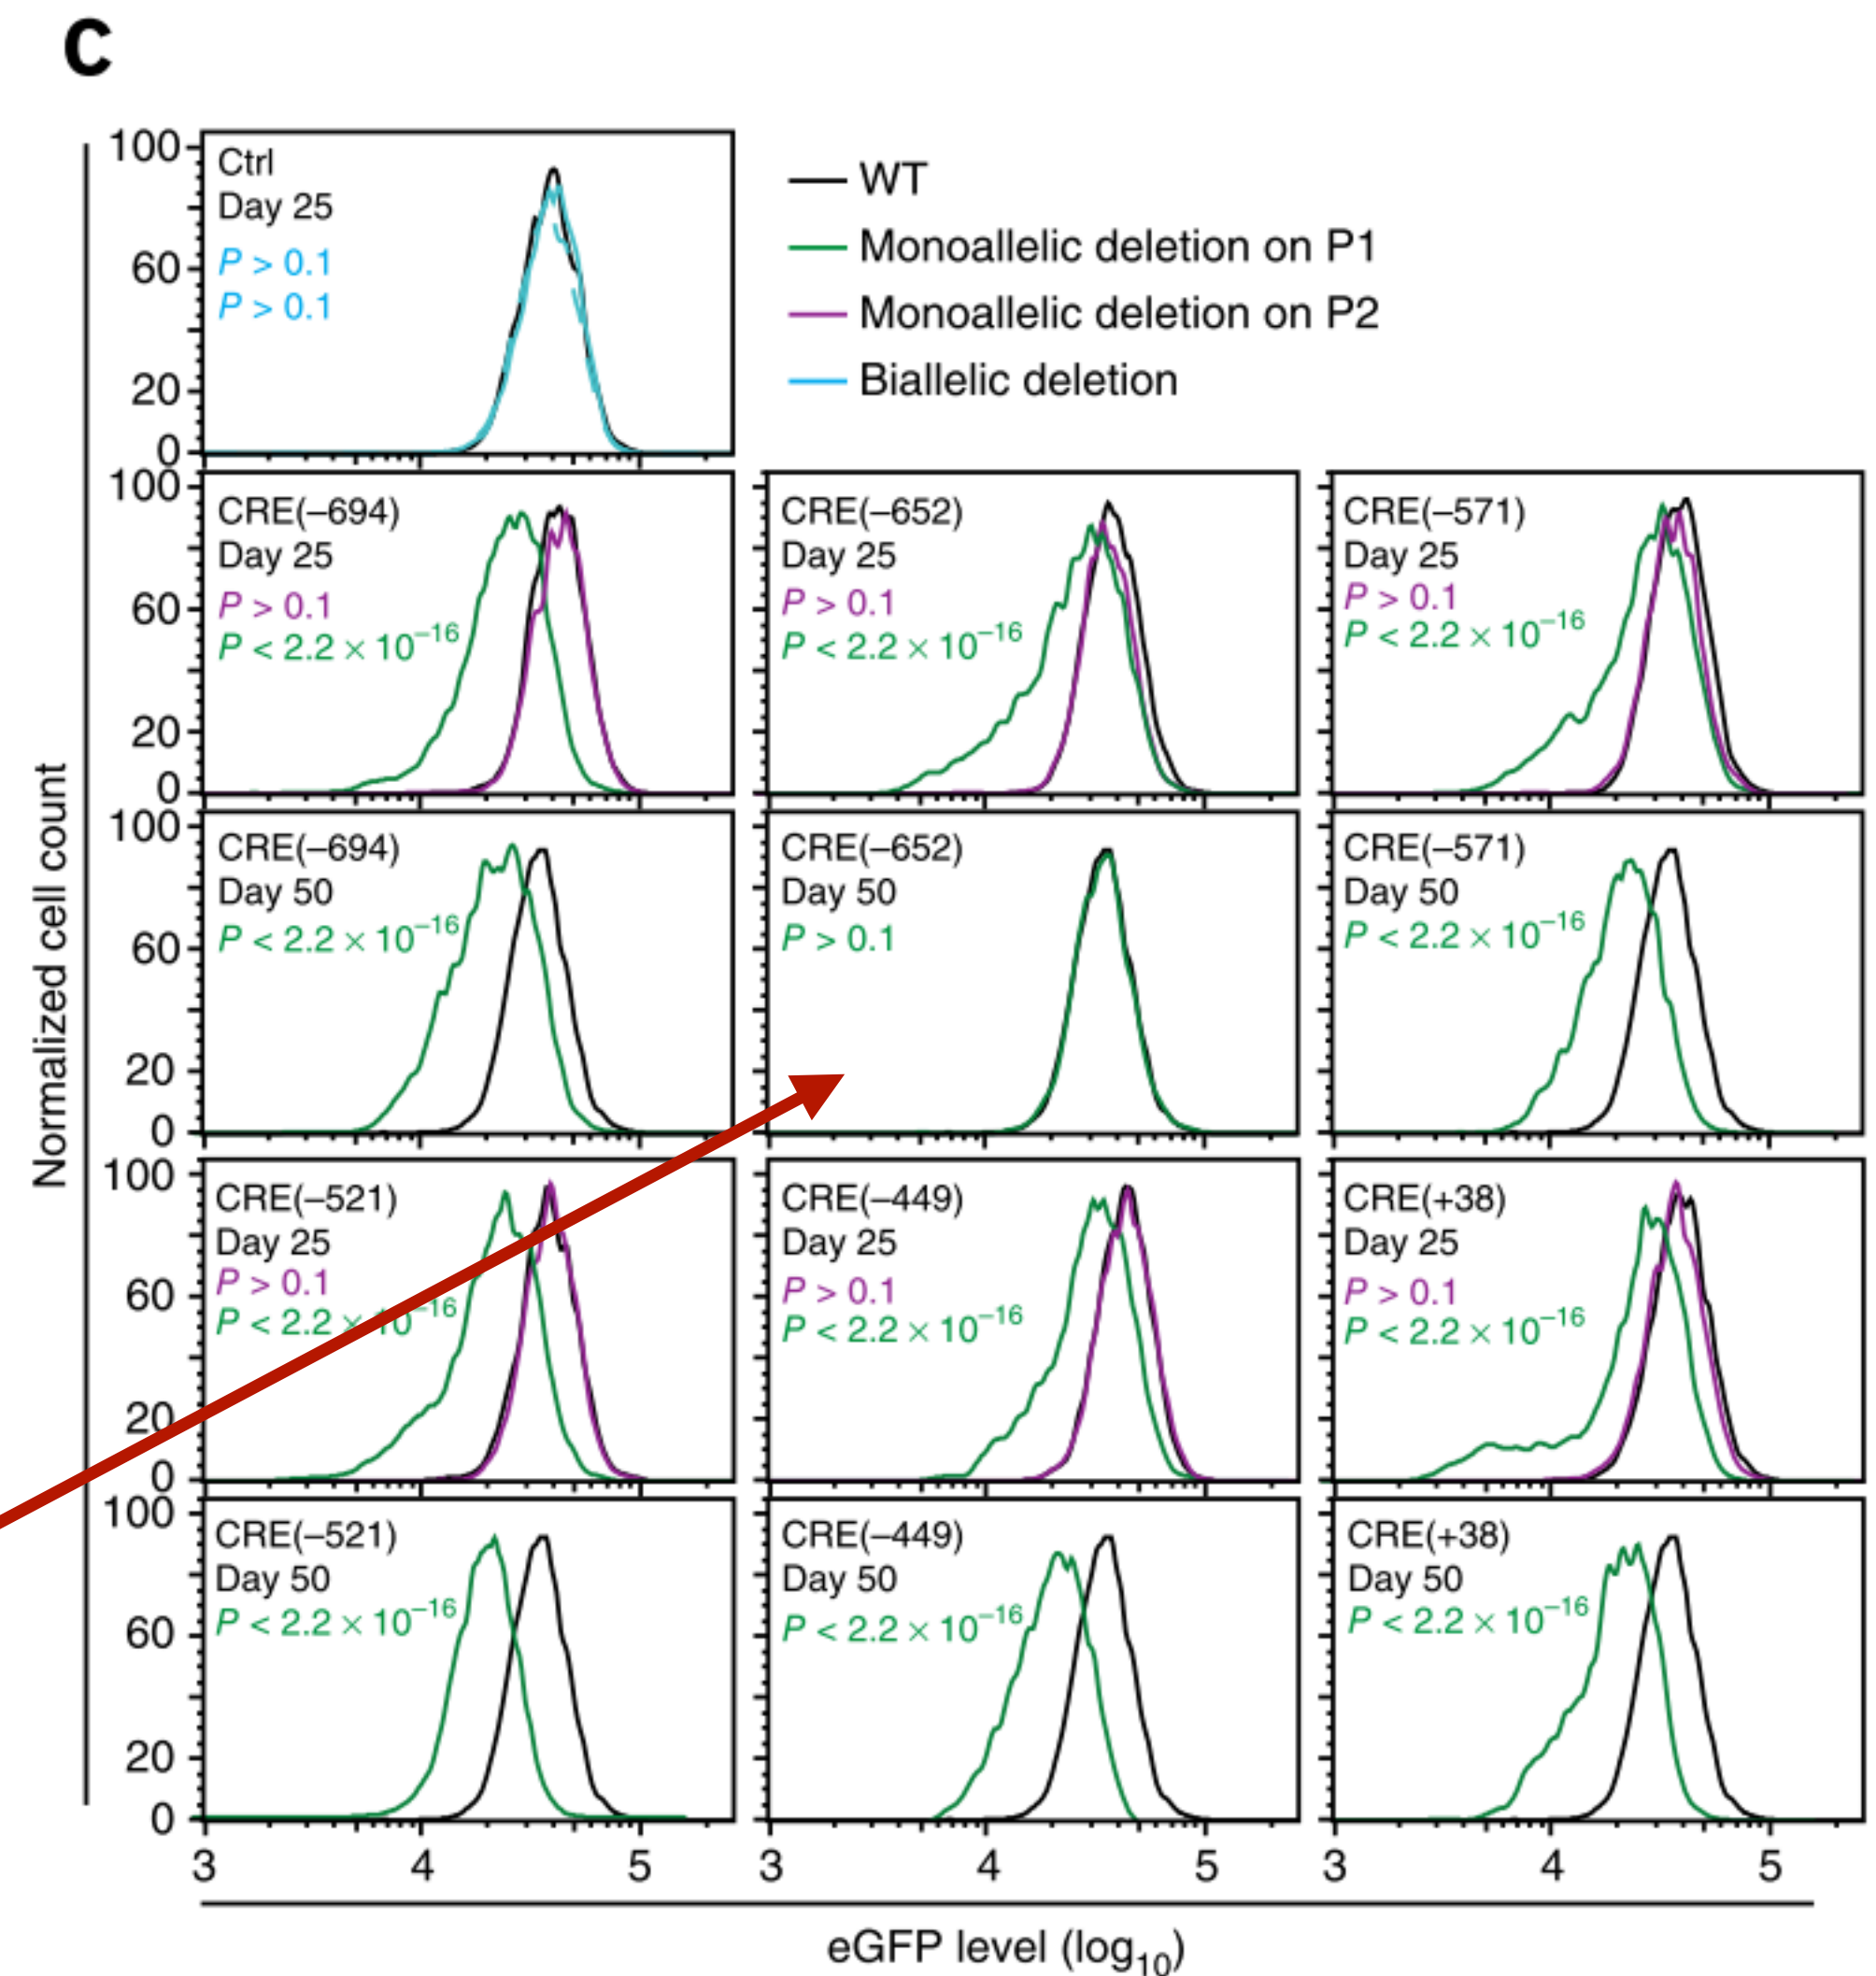 C
100
60
20
0
Ctrl
Day 25
P > 0.1
P > 0.1
WT
Monoallelic deletion on P1
Monoallelic deletion on P2
Biallelic deletion
100
60
20
0
CRE(–694)
Day 25
P > 0.1
P < 2.2 × 10⁻¹⁶
CRE(–652)
Day 25
P > 0.1
P < 2.2 × 10⁻¹⁶
CRE(–571)
Day 25
P > 0.1
P < 2.2 × 10⁻¹⁶
100
60
20
0
CRE(–694)
Day 50
P < 2.2 × 10⁻¹⁶
CRE(–652)
Day 50
P > 0.1
CRE(–571)
Day 50
P < 2.2 × 10⁻¹⁶
Normalized cell count
100
60
20
0
CRE(–521)
Day 25
P > 0.1
P < 2.2 × 10⁻¹⁶
CRE(–449)
Day 25
P > 0.1
P < 2.2 × 10⁻¹⁶
CRE(+38)
Day 25
P > 0.1
P < 2.2 × 10⁻¹⁶
100
60
20
0
CRE(–521)
Day 50
P < 2.2 × 10⁻¹⁶
CRE(–449)
Day 50
P < 2.2 × 10⁻¹⁶
CRE(+38)
Day 50
P < 2.2 × 10⁻¹⁶
3 4 5 3 4 5 3 4 5
eGFP level (log₁₀)